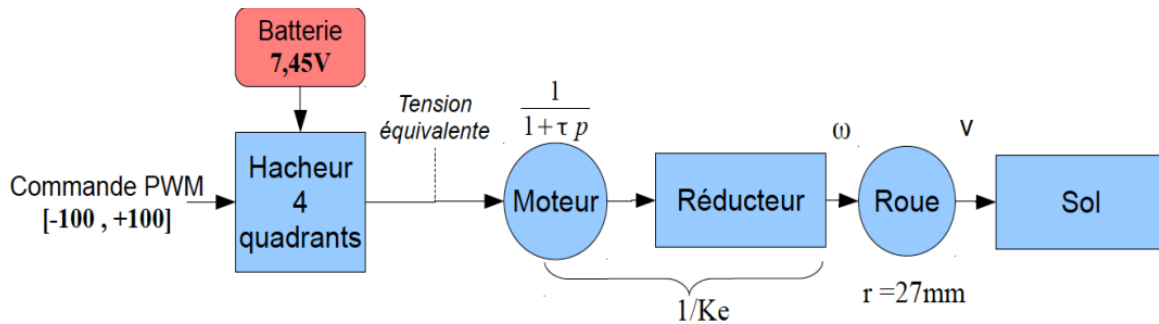 Batterie
7,45V
Tension
équivalente
1
1+τ p
ω
v
Commande PWM
[-100 , +100]
Hacheur
4
quadrants
Moteur
Réducteur
Roue
Sol
1/Ke
r =27mm